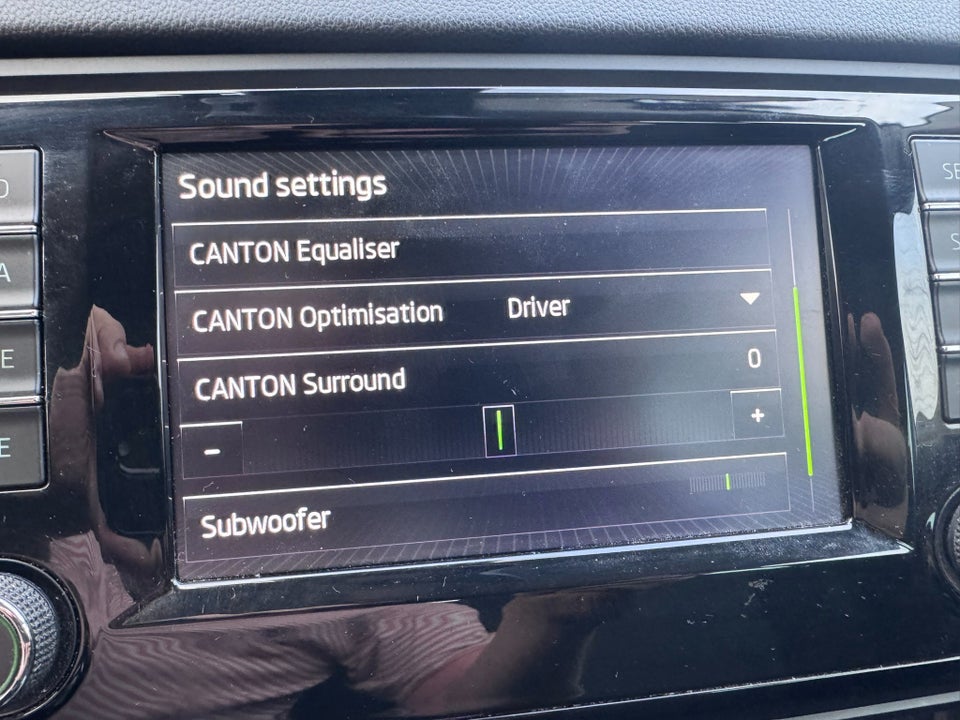 Sound settings
CANTON Equaliser
CANTON Optimisation Driver
CANTON Surround 0
- +
Subwoofer